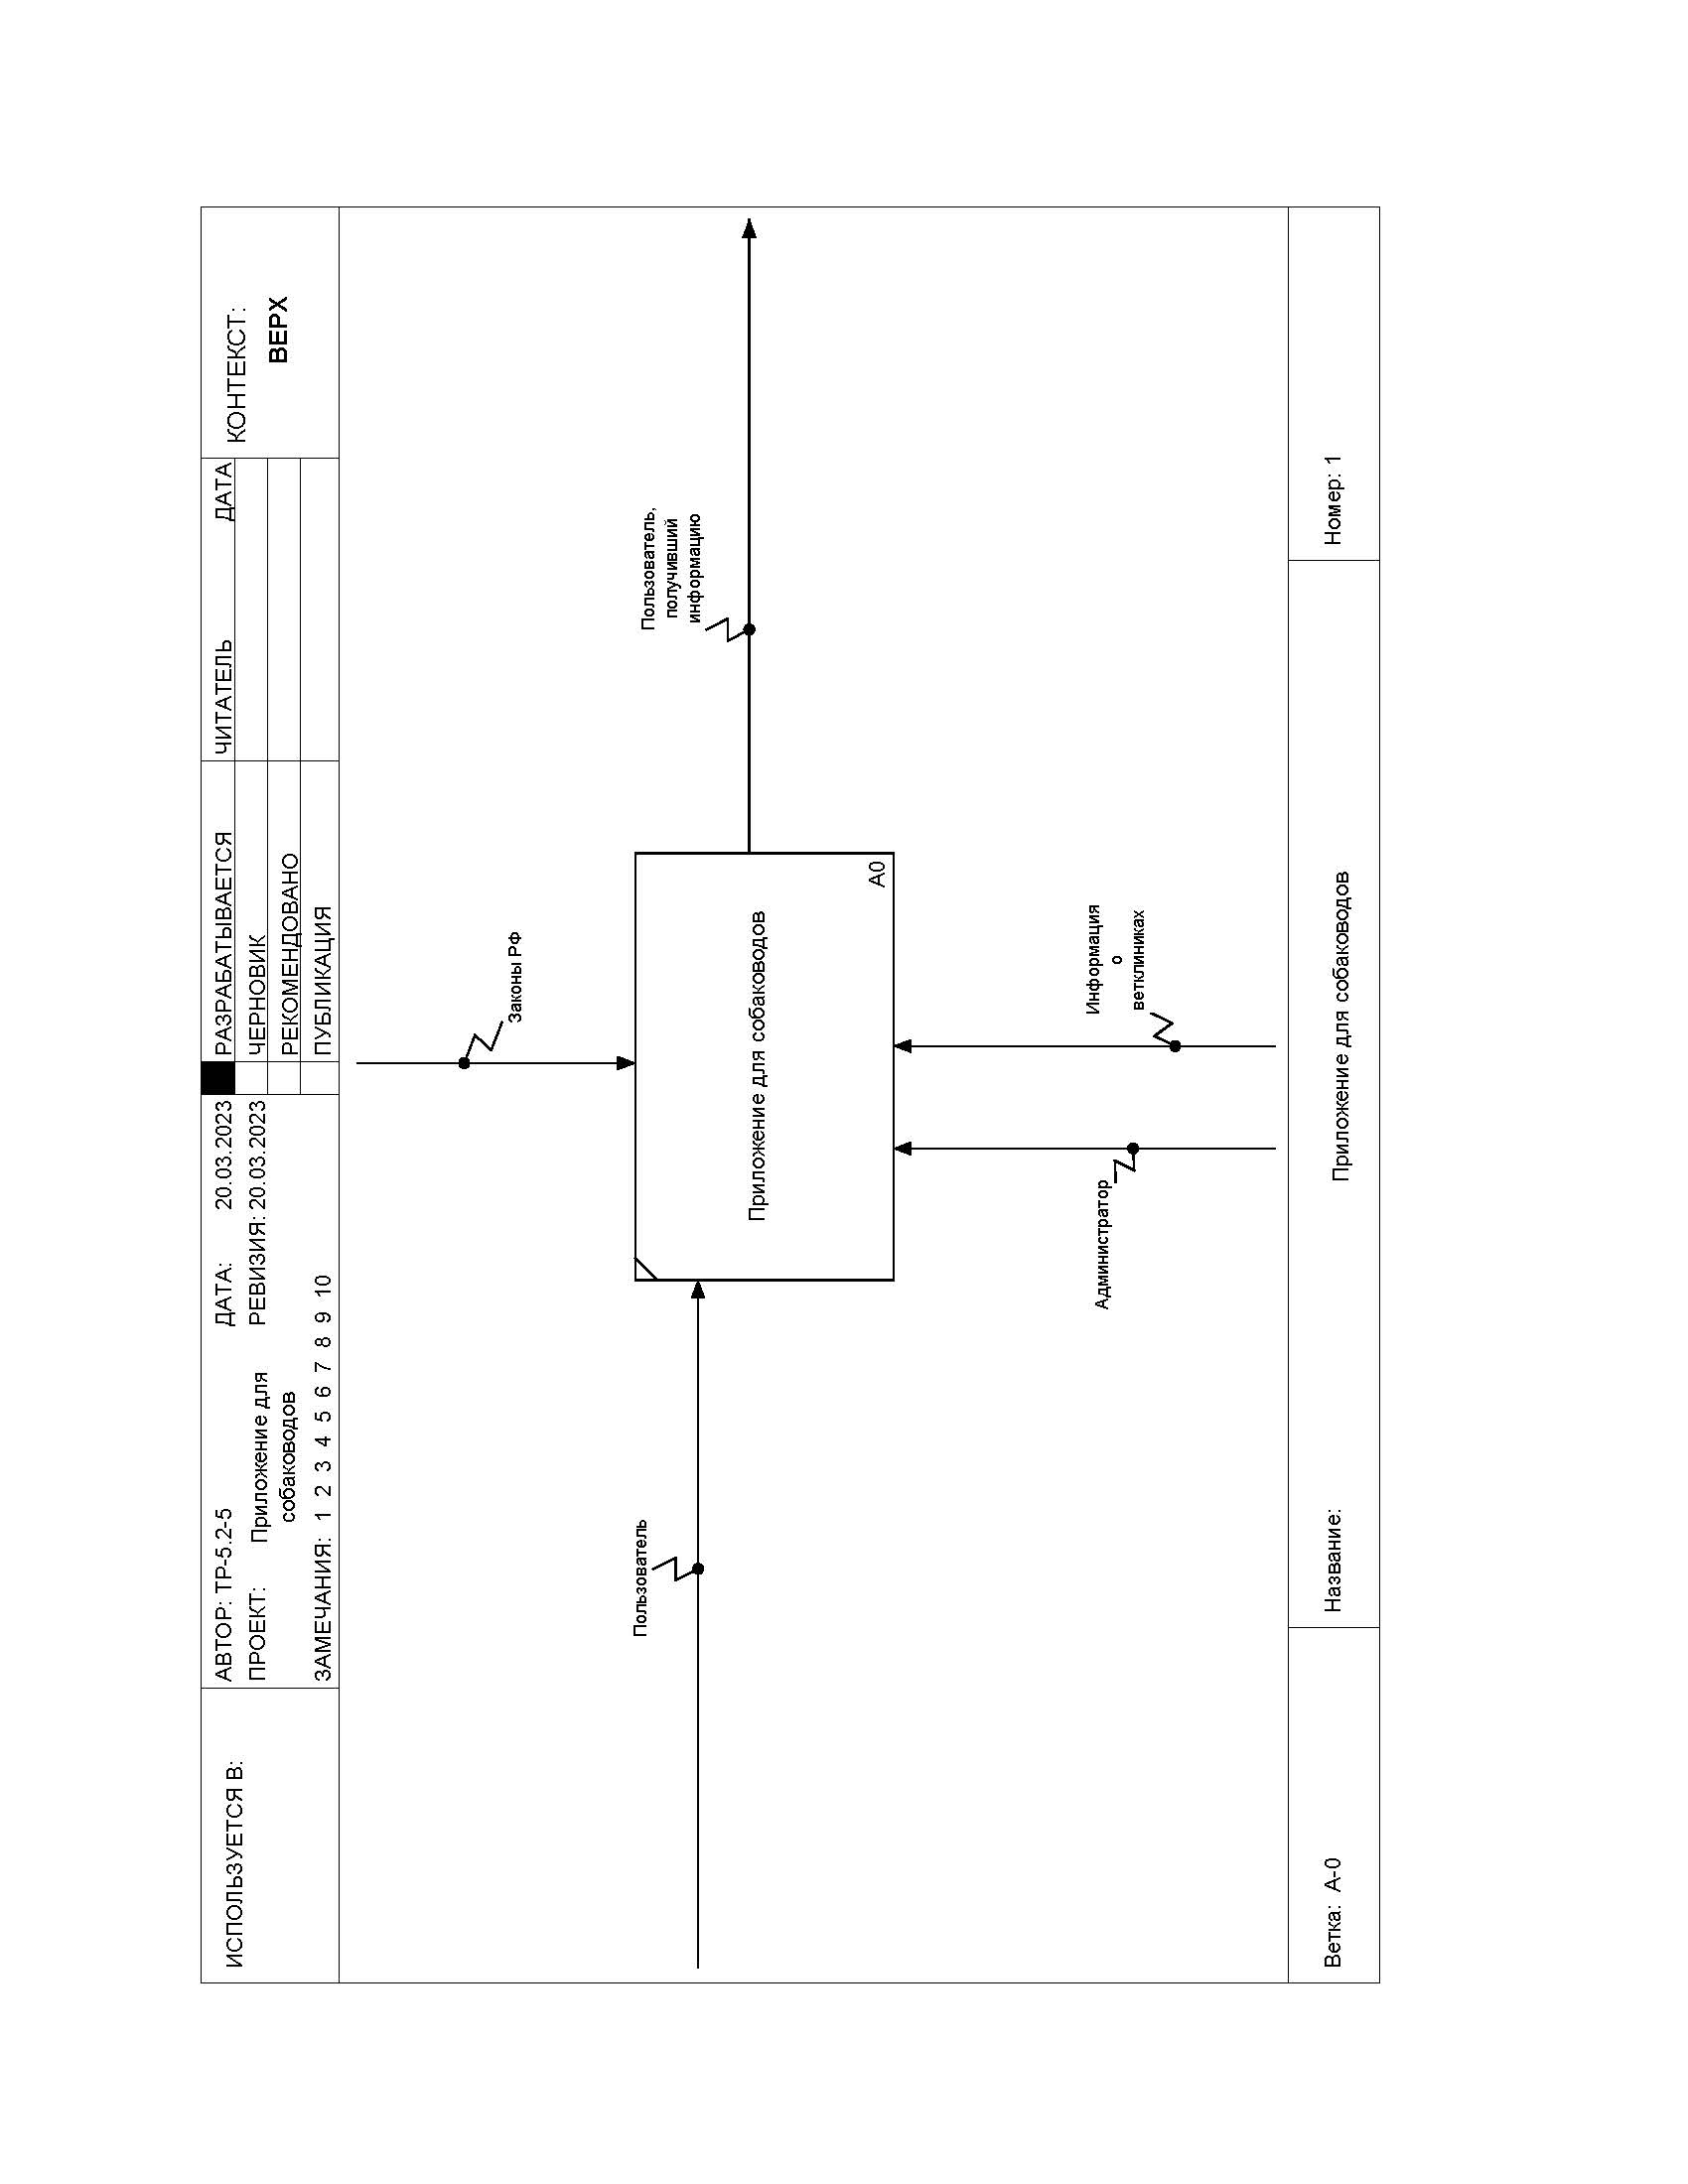 ИСПОЛЬЗУЕТСЯ В:
АВТОР: ТР-5.2-5
ДАТА: 20.03.2023
ПРОЕКТ: Приложение для
собаководов
РЕВИЗИЯ: 20.03.2023
ЗАМЕЧАНИЯ: 1 2 3 4 5 6 7 8 9 10
РАЗРАБАТЫВАЕТСЯ
ЧЕРНОВИК
РЕКОМЕНДОВАНО
ПУБЛИКАЦИЯ
ЧИТАТЕЛЬ ДАТА
КОНТЕКСТ:
ВЕРХ
Законы РФ
Пользователь
Пользователь,
получивший
информацию
Приложение для собаководов
A0
Администратор
Информация
о
ветклиниках
Ветка: A-0
Название: Приложение для собаководов
Номер: 1